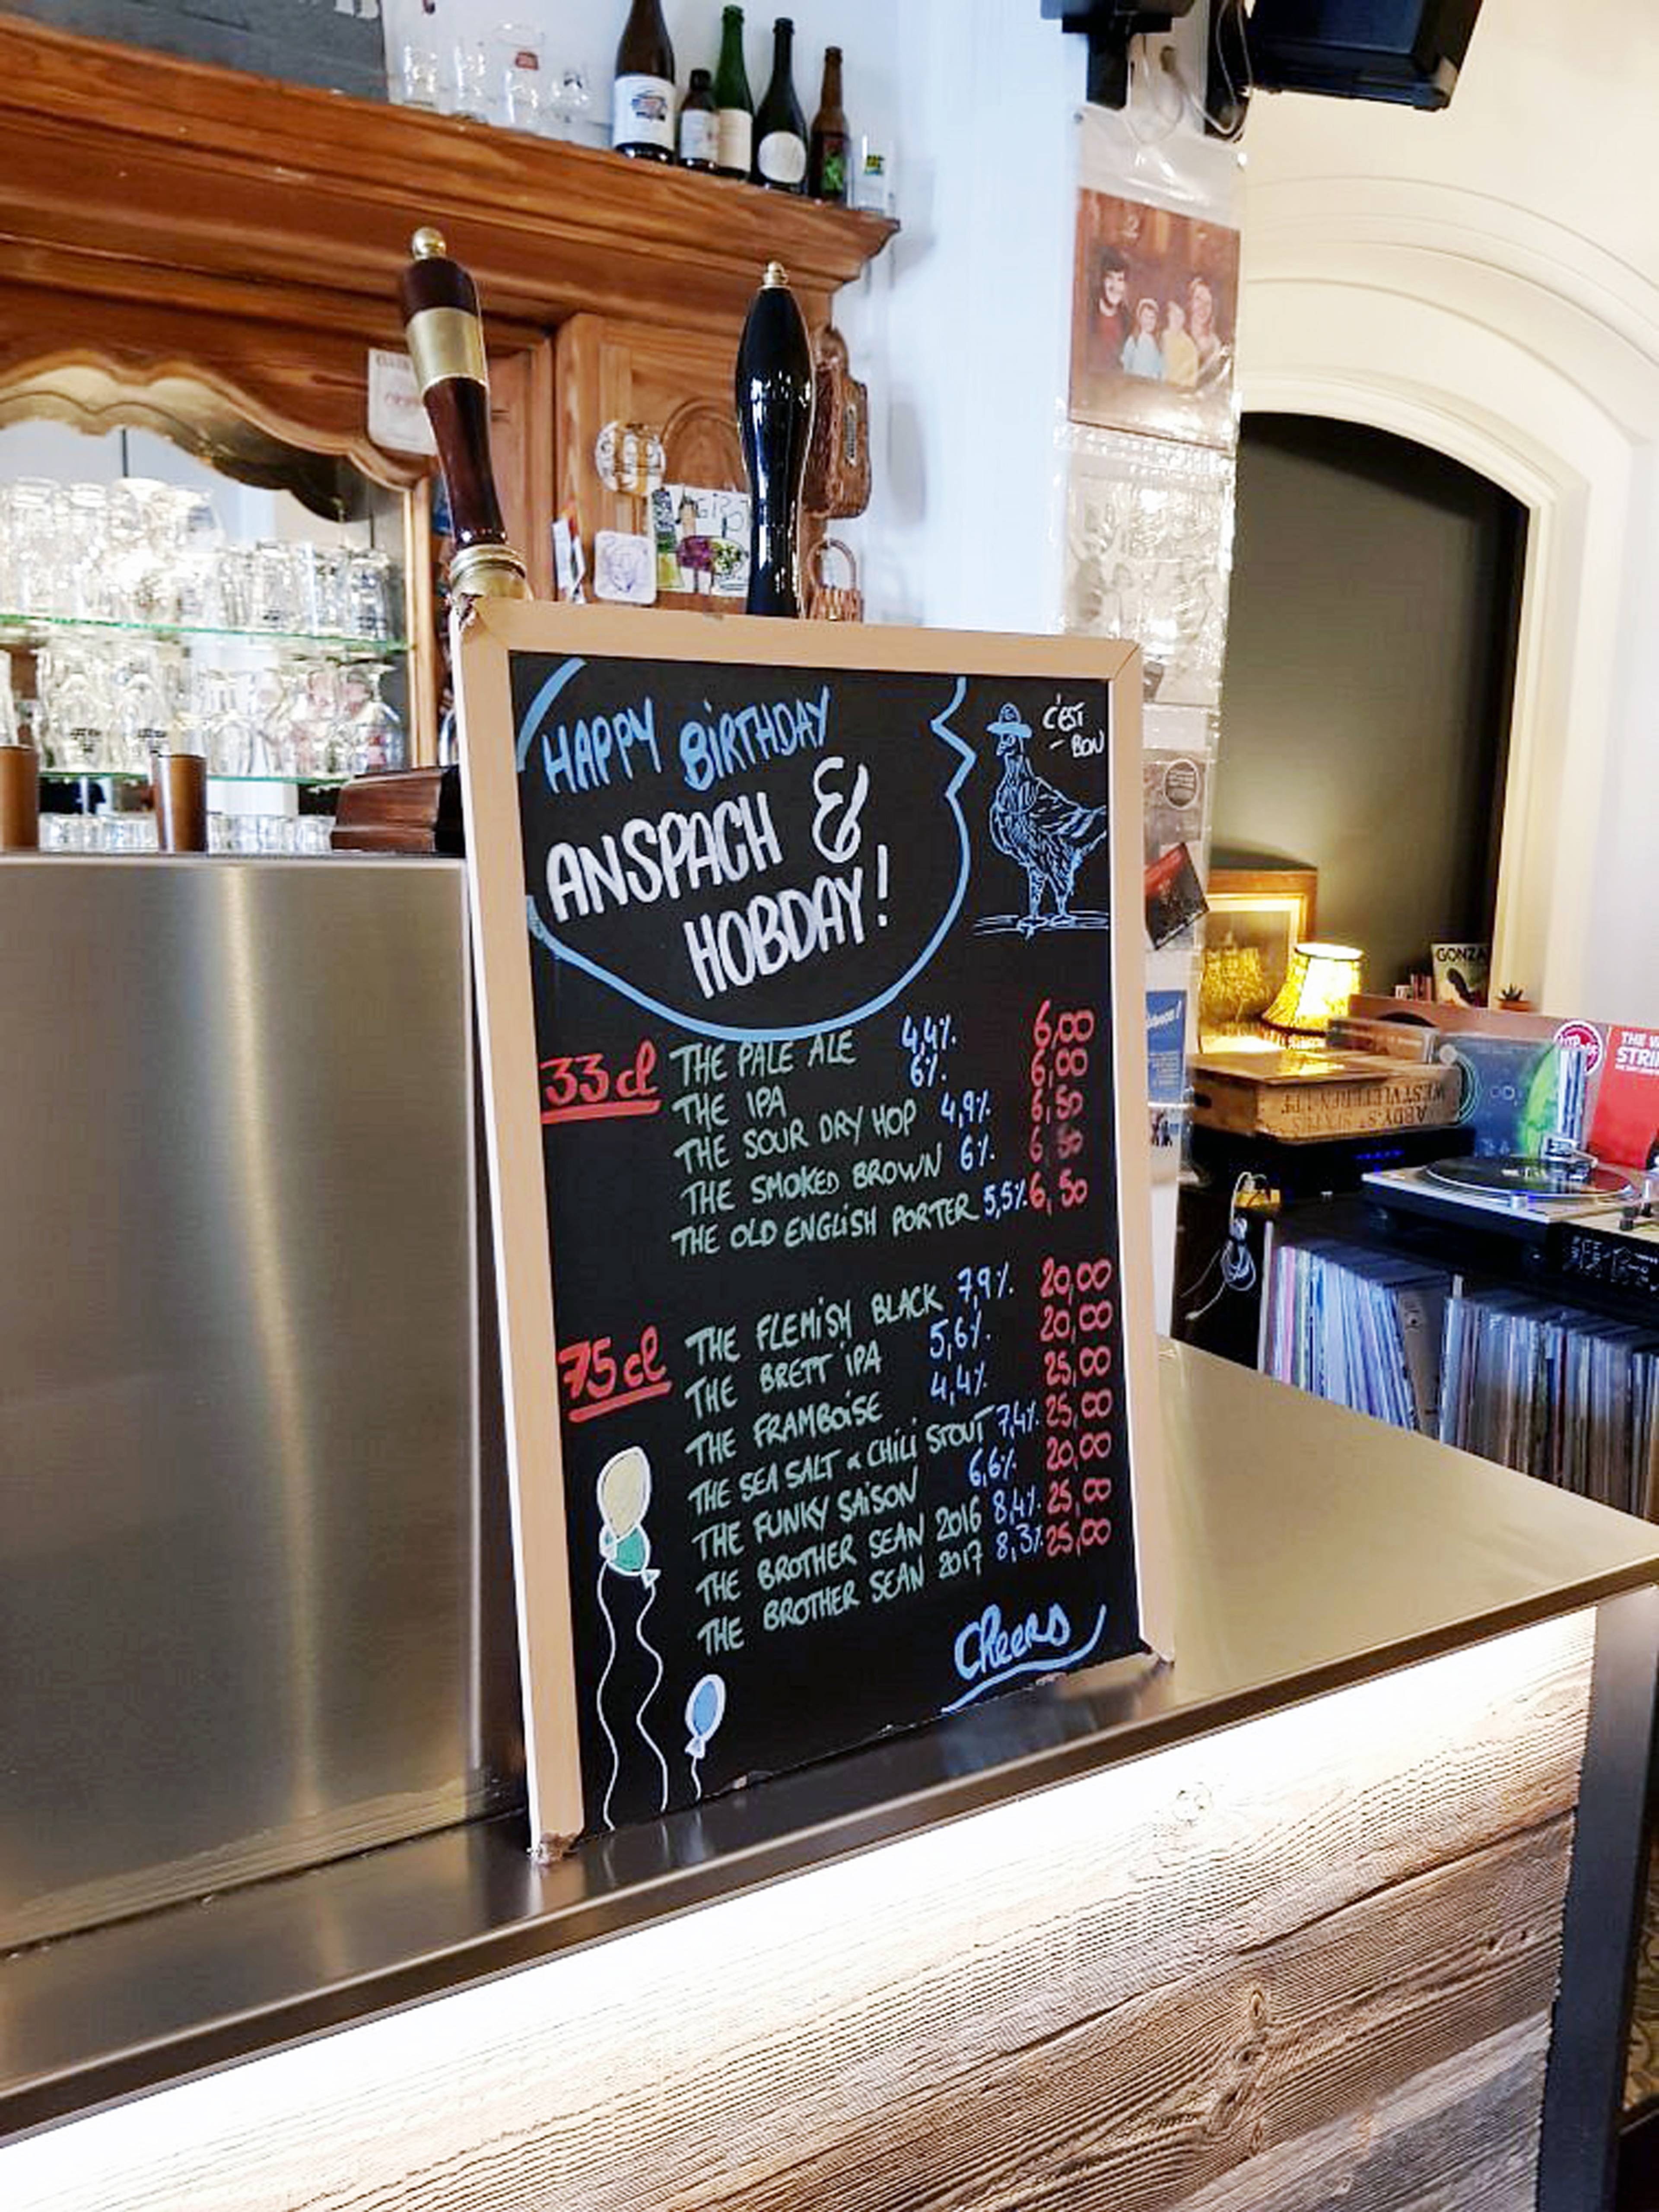 HAPPY BIRTHDAY
ANSPACH &
HOBDAY!
C'EST
BON
33cl THE PALE ALE 4,4% 6,00
THE IPA 6% 6,00
THE SOUR DRY HOP 4,9% 6,50
THE SMOKED BROWN 6% 6,50
THE OLD ENGLISH PORTER 5,5% 6,50
75cl THE FLEMISH BLACK 7,9% 20,00
THE BRETT IPA 5,6% 20,00
THE FRAMBOISE 4,4% 25,00
THE SEA SALT & CHILI STOUT 7,4% 25,00
THE FUNKY SAISON 6,6% 20,00
THE BROTHER SEAN 2016 8,4% 25,00
THE BROTHER SEAN 2017 8,3% 25,00
Cheers
GONZA
THE
STRI